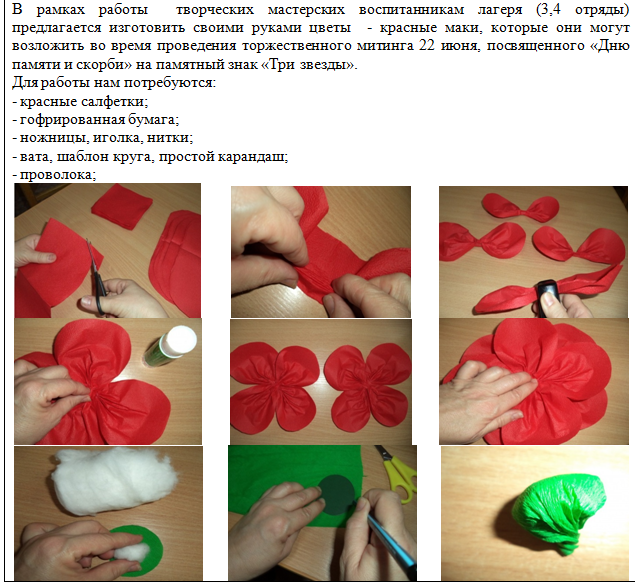 В рамках работы творческих мастерских воспитанникам лагеря (3,4 отряды)
предлагается изготовить своими руками цветы - красные маки, которые они могут
возложить во время проведения торжественного митинга 22 июня, посвященного «Дню
памяти и скорби» на памятный знак «Три звезды».
Для работы нам потребуются:
- красные салфетки;
- гофрированная бумага;
- ножницы, иголка, нитки;
- вата, шаблон круга, простой карандаш;
- проволока;